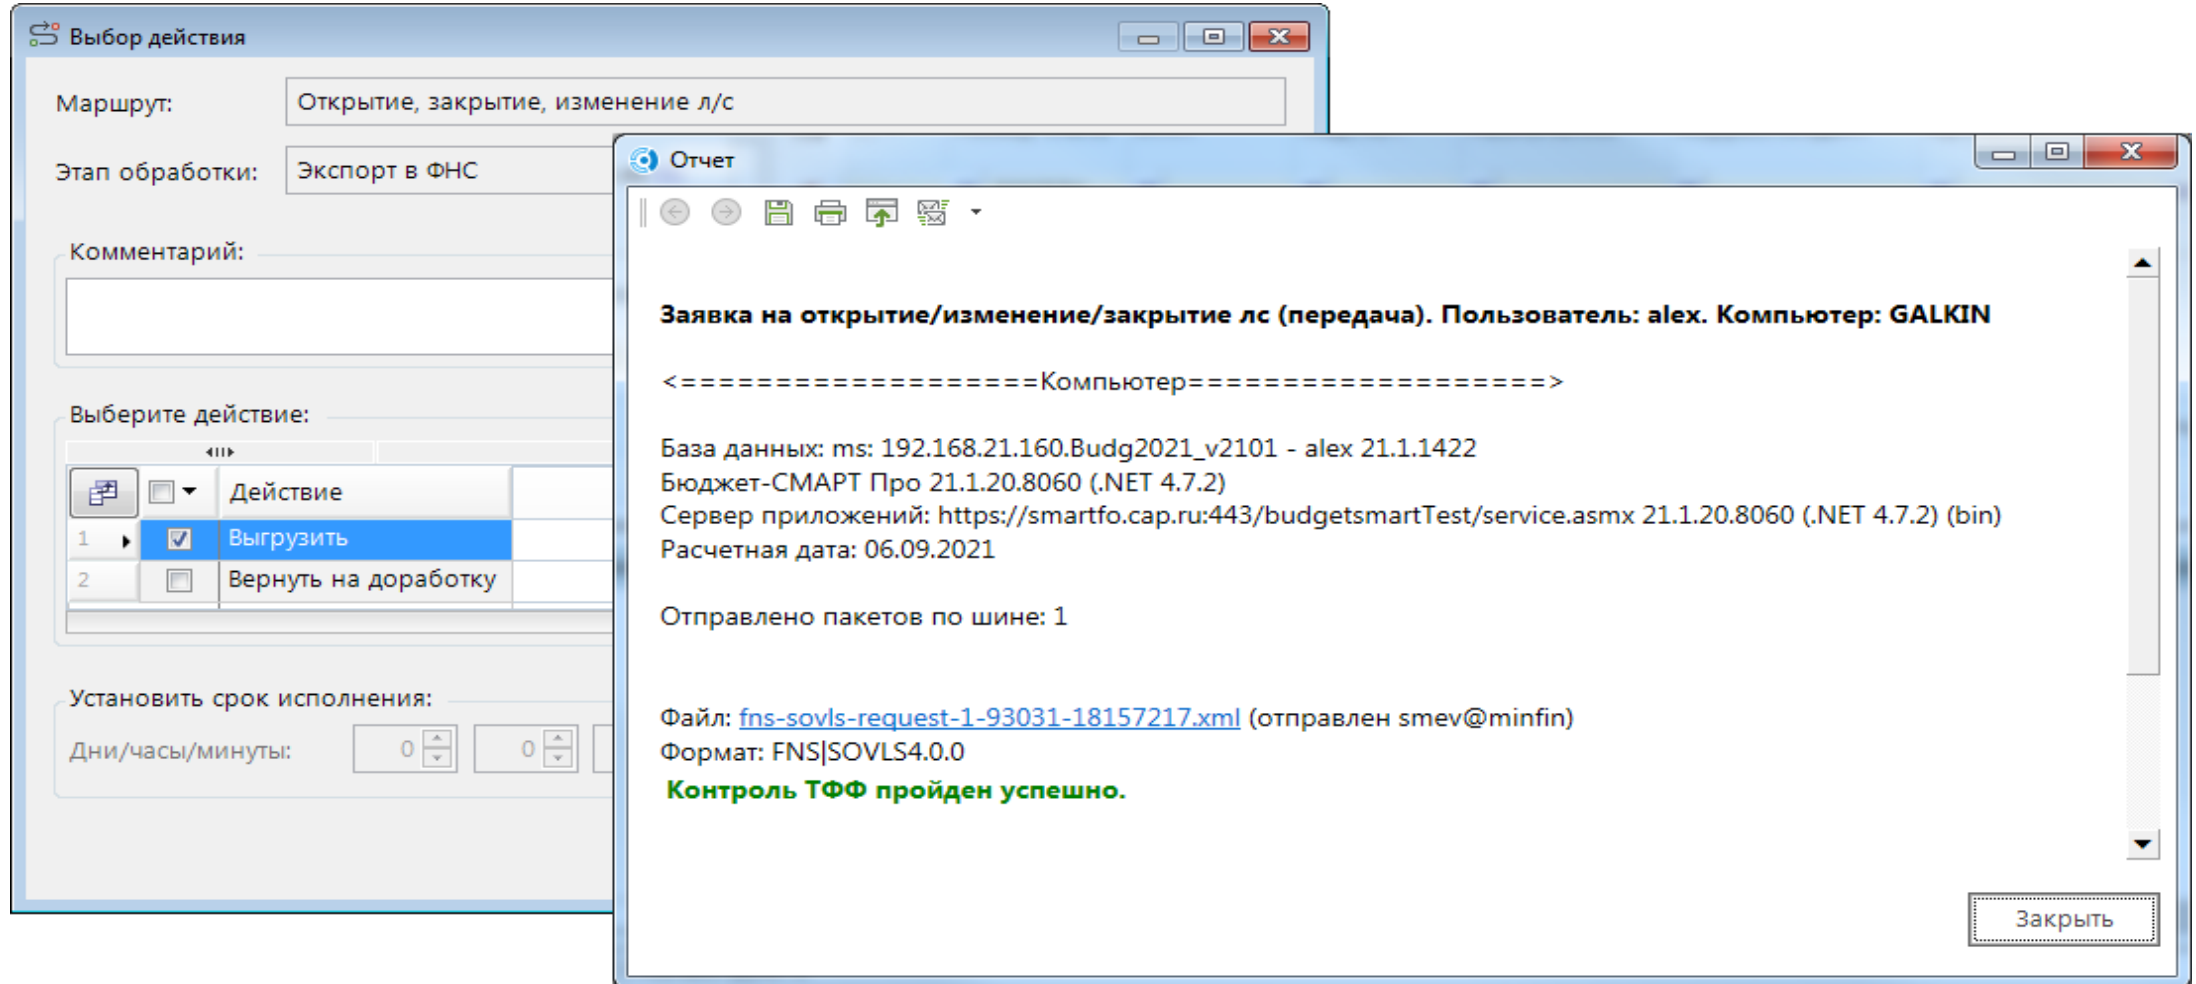 Выбор действия
Маршрут:
Открытие, закрытие, изменение л/с
Этап обработки:
Экспорт в ФНС
Комментарий:
Выберите действие:
Действие
1 Выгрузить
2 Вернуть на доработку
Установить срок исполнения:
Дни/часы/минуты:
0
0
Отчет
Заявка на открытие/изменение/закрытие лс (передача). Пользователь: alex. Компьютер: GALKIN
<===================Компьютер===================>
База данных: ms: 192.168.21.160.Budg2021_v2101 - alex 21.1.1422
Бюджет-СМАРТ Про 21.1.20.8060 (.NET 4.7.2)
Сервер приложений: https://smartfo.cap.ru:443/budgetsmartTest/service.asmx 21.1.20.8060 (.NET 4.7.2) (bin)
Расчетная дата: 06.09.2021
Отправлено пакетов по шине: 1
Файл: fns-sovls-request-1-93031-18157217.xml (отправлен smev@minfin)
Формат: FNS|SOVLS4.0.0
Контроль ТФФ пройден успешно.
Закрыть